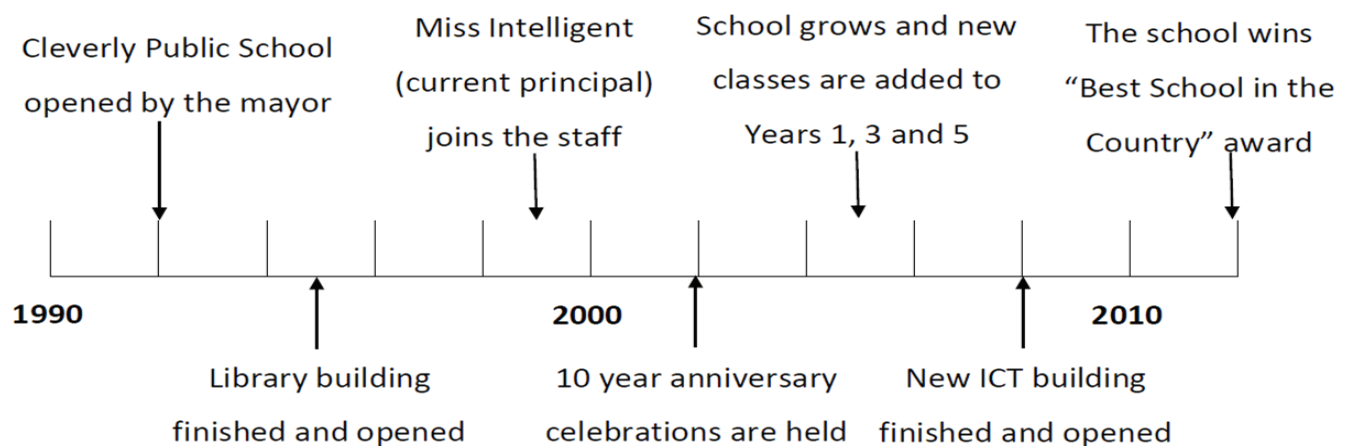 Cleverly Public School
opened by the mayor
Miss Intelligent
(current principal)
joins the staff
School grows and new
classes are added to
Years 1, 3 and 5
The school wins
“Best School in the
Country” award
1990
2000
2010
Library building
finished and opened
10 year anniversary
celebrations are held
New ICT building
finished and opened